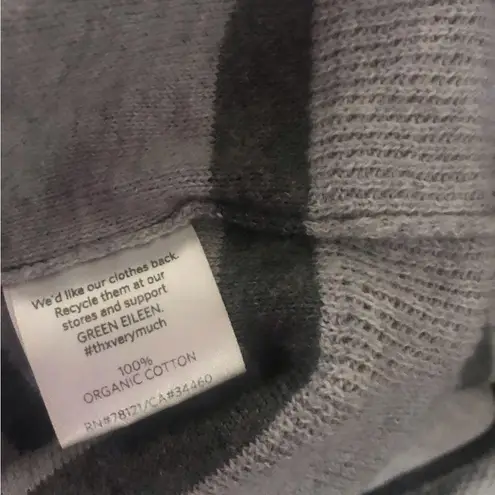 We'd like our clothes back.
Recycle them at our
stores and support
GREEN EILEEN.
#thxverymuch
100%
ORGANIC COTTON
RN#78121/CA#34460